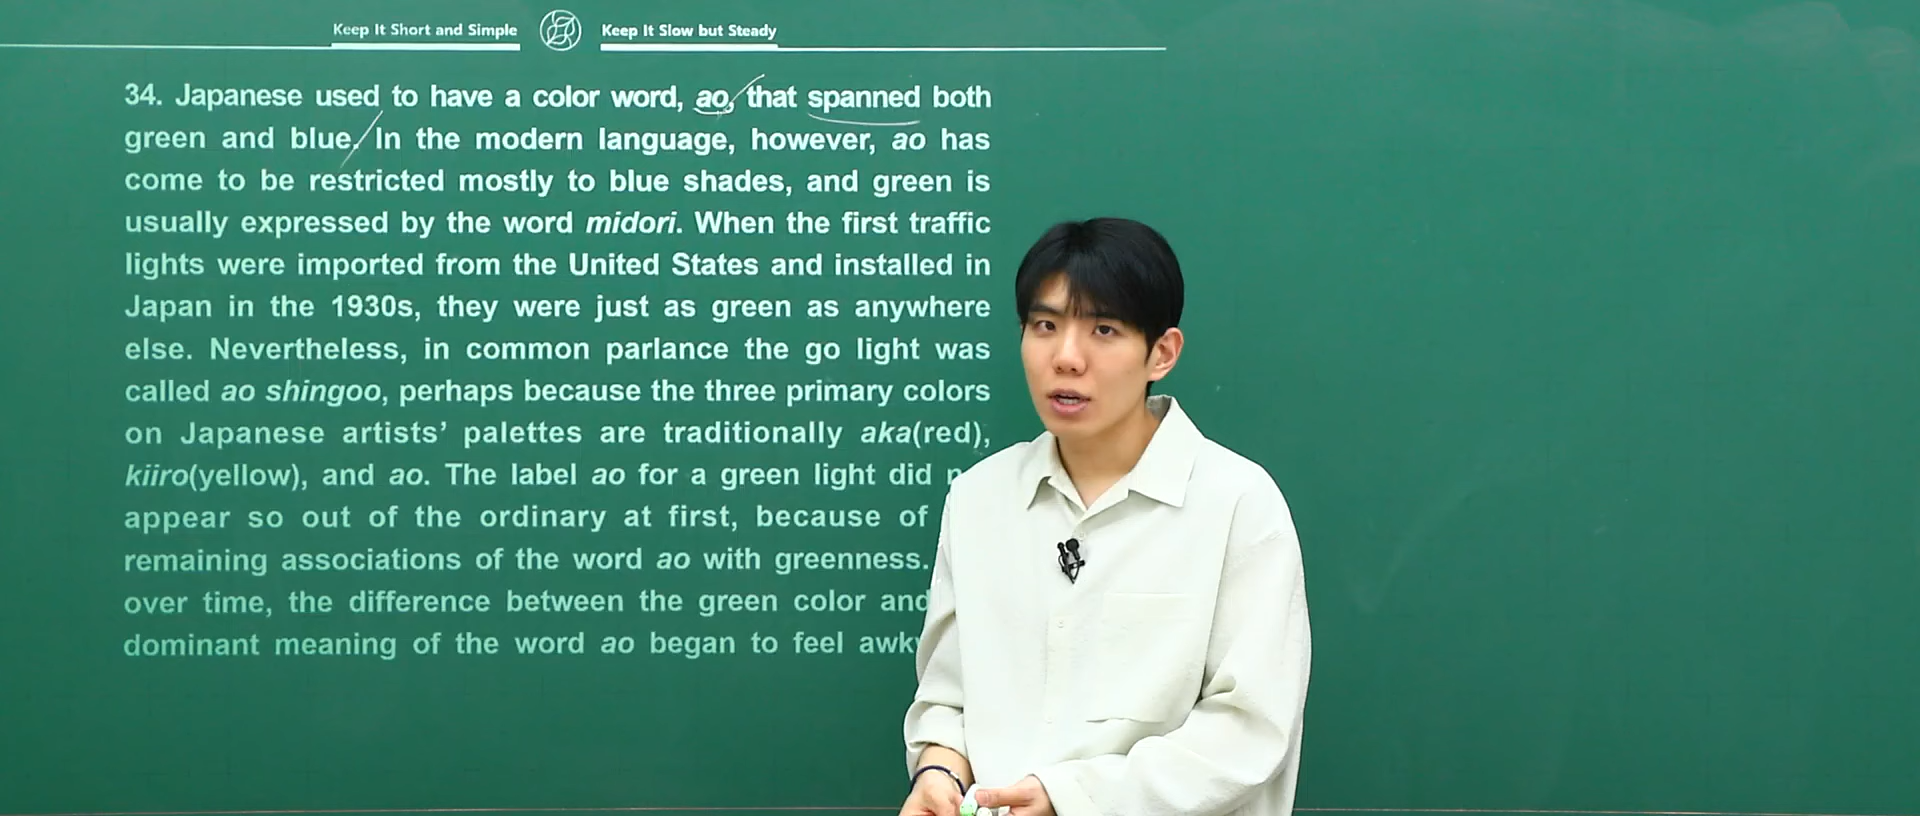 Keep It Short and Simple Keep It Slow but Steady
34. Japanese used to have a color word, ao, that spanned both
green and blue. In the modern language, however, ao has
come to be restricted mostly to blue shades, and green is
usually expressed by the word midori. When the first traffic
lights were imported from the United States and installed in
Japan in the 1930s, they were just as green as anywhere
else. Nevertheless, in common parlance the go light was
called ao shingoo, perhaps because the three primary colors
on Japanese artists’ palettes are traditionally aka(red),
kiiro(yellow), and ao. The label ao for a green light did
appear so out of the ordinary at first, because of
remaining associations of the word ao with greenness.
over time, the difference between the green color and
dominant meaning of the word ao began to feel